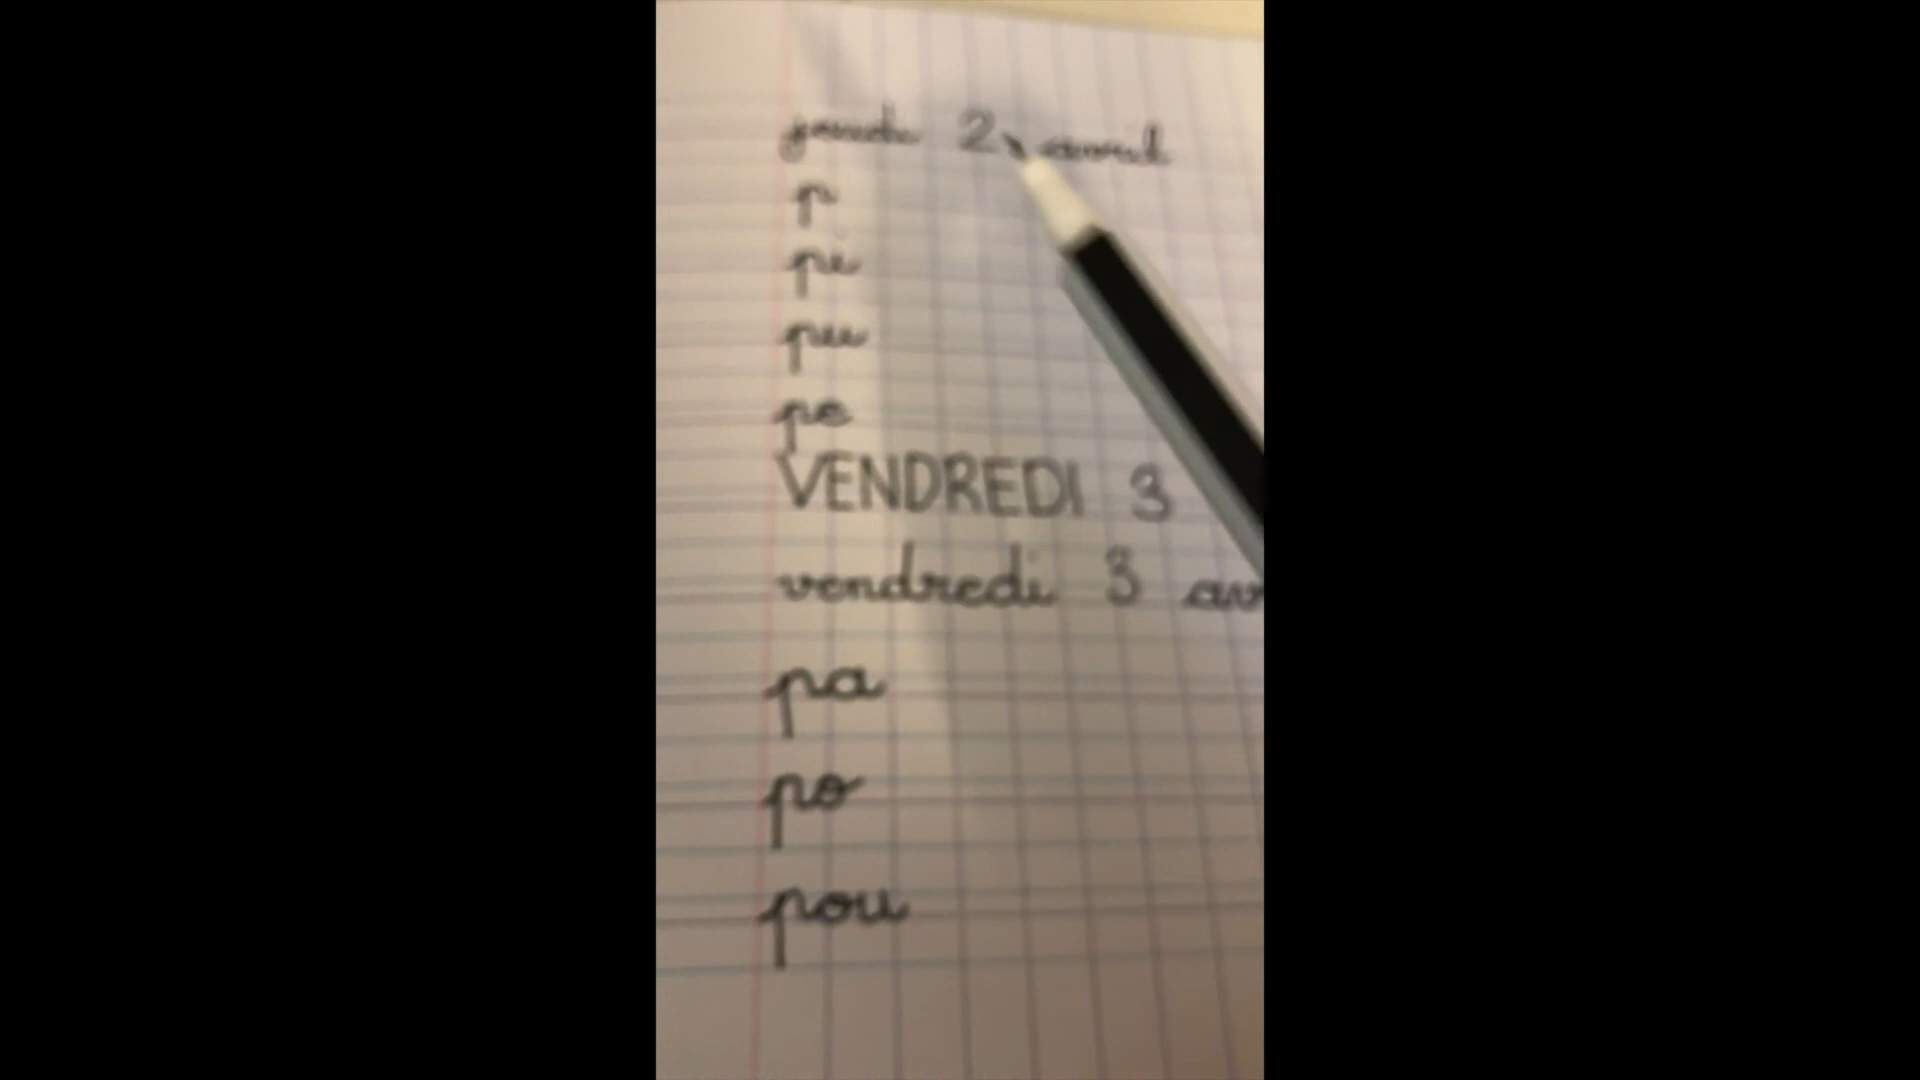 jeudi 2 avril
p
pi
pu
pe
VENDREDI 3
vendredi 3 av
pa
po
pou